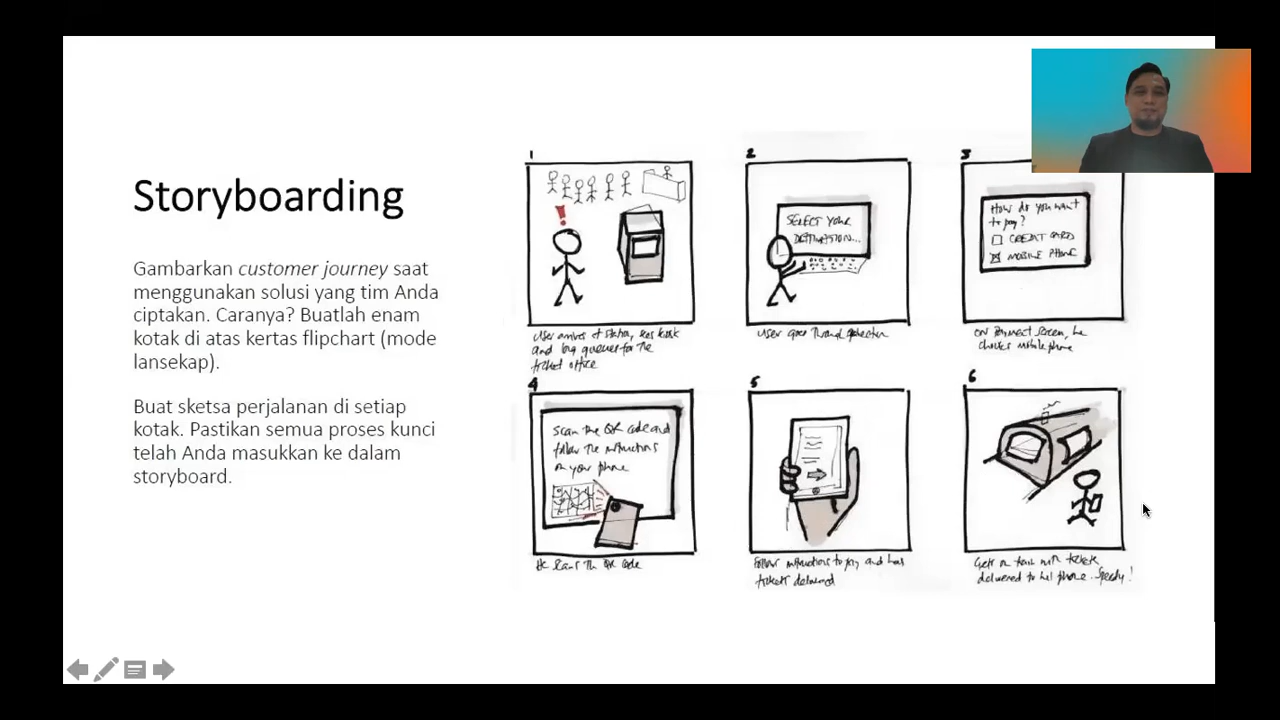 Storyboarding
Gambarkan customer journey saat
menggunakan solusi yang tim Anda
ciptakan. Caranya? Buatlah enam
kotak di atas kertas flipchart (mode
lansekap).
Buat sketsa perjalanan di setiap
kotak. Pastikan semua proses kunci
telah Anda masukkan ke dalam
storyboard.
1
!
User arrives at station, sees kiosk
and long queues for the
ticket office
2
SELECT YOUR
DESTINATION...
User goes through
3
How do you want
to pay?
CREDIT CARD
MOBILE PHONE
On payment screen, he
chooses mobile phone
4
Scan the QR code and
follow the instructions
on your phone
He scans the QR code
5
Follow instructions to pay and has
tickets delivered
6
Gets on train with tickets
delivered to his phone. Speedy!